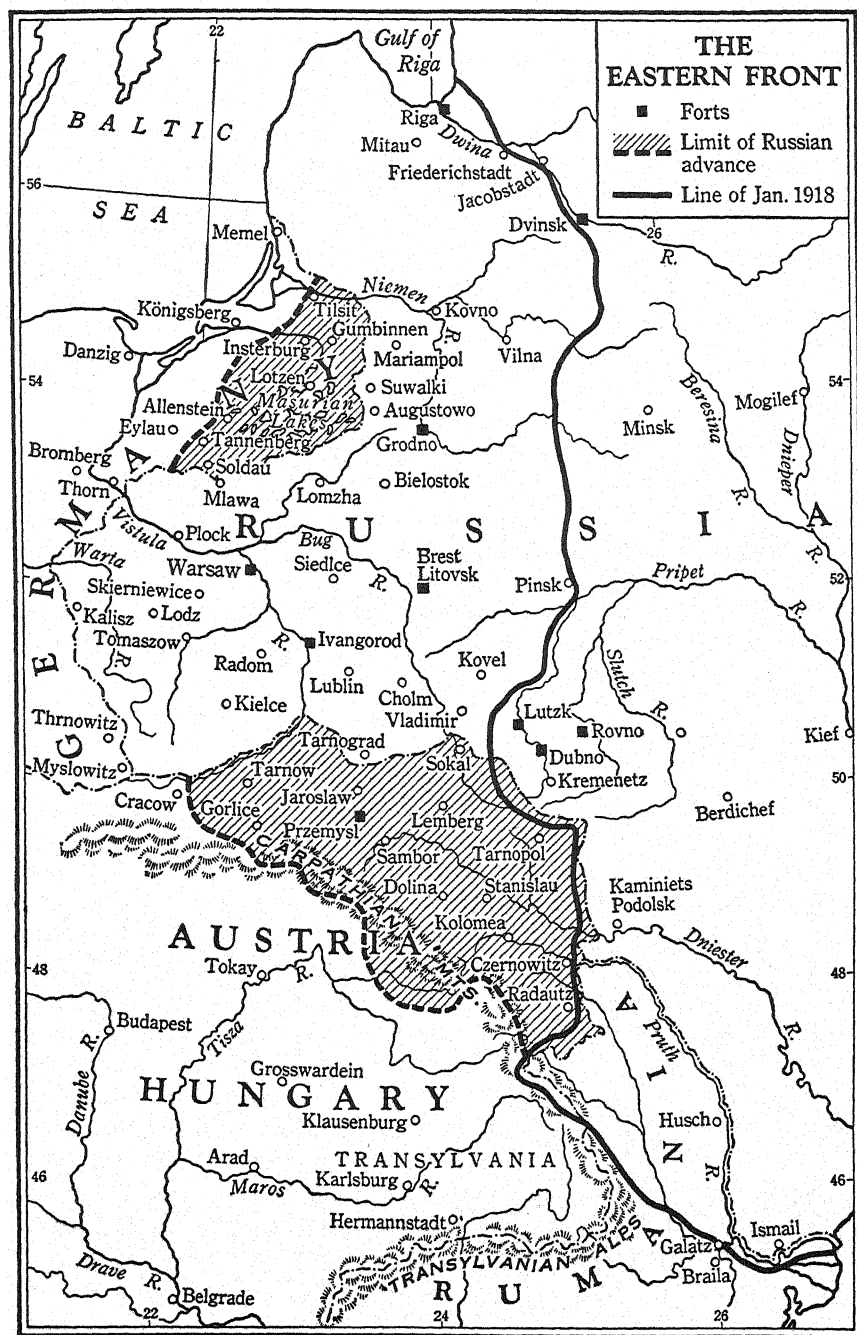 THE
EASTERN FRONT
Forts
Limit of Russian
advance
Line of Jan. 1918
22
Gulf of
Riga
BALTIC
SEA
56
Riga
Dwina
Mitau
Friederichstadt
Jacobstadt
Dvinsk
26
R.
Memel
Niemen
R.
Königsberg
Tilsit
Kovno
Gumbinnen
Danzig
Insterburg
Mariampol
Vilna
54
54
Lotzen
Suwalki
Beresina
R.
Mogilef
Allenstein
Masurian
Lakes
Augustowo
Minsk
Dnieper
R.
Eylau
Tannenberg
Grodno
Bromberg
Soldau
Thorn
Mlawa
Lomzha
Bielostok
GERMANY
RUSSIA
Vistula
R.
Plock
Bug
R.
Warta
R.
Warsaw
Siedlce
Brest
Litovsk
Pinsk
Pripet
R.
52
Skierniewice
Kalisz
Lodz
Tomaszow
Ivangorod
Radom
Lublin
Cholm
Kovel
Slutch
R.
Kielce
Vladimir
Lutzk
Rovno
Thrnowitz
Dubno
Kief
Tarnograd
Sokal
Myslowitz
Kremenetz
50
Tarnow
Cracow
Jaroslaw
Berdichef
Gorlice
Lemberg
Przemysl
CARPATHIAN MTS.
Sambor
Tarnopol
Dolina
Stanislau
Kaminiets
Podolsk
Kolomea
AUSTRIA
Dniester
R.
Tokay
R.
Czernowitz
48
48
Radautz
Budapest
Tisza
Pruth
R.
Danube
R.
Grosswardein
HUNGARY
Klausenburg
Huscho
Arad
TRANSYLVANIA
46
46
Maros
R.
Karlsburg
Hermannstadt
Ismail
TRANSYLVANIAN ALPS
Galatz
Braila
Drave
R.
RUMANIA
Belgrade
22
24
26